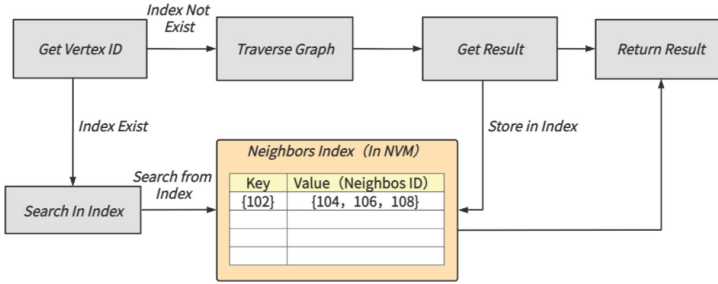 Index Not
Exist
Get Vertex ID
Traverse Graph
Get Result
Return Result
Index Exist
Store in Index
Neighbors Index（In NVM）
Search from
Index
Search In Index
Key
Value（Neighbos ID）
{102}
{104，106，108}